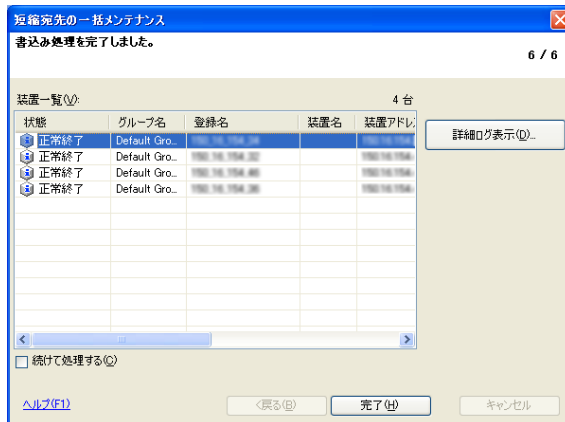 短縮宛先の一括メンテナンス
書込み処理を完了しました。
6 / 6
装置一覧(V): 4 台
状態 グループ名 登録名 装置名 装置アドレ
正常終了 Default Gro...
正常終了 Default Gro...
正常終了 Default Gro...
正常終了 Default Gro...
詳細ログ表示(D)...
続けて処理する(C)
ヘルプ(F1) <戻る(B) 完了(H) キャンセル